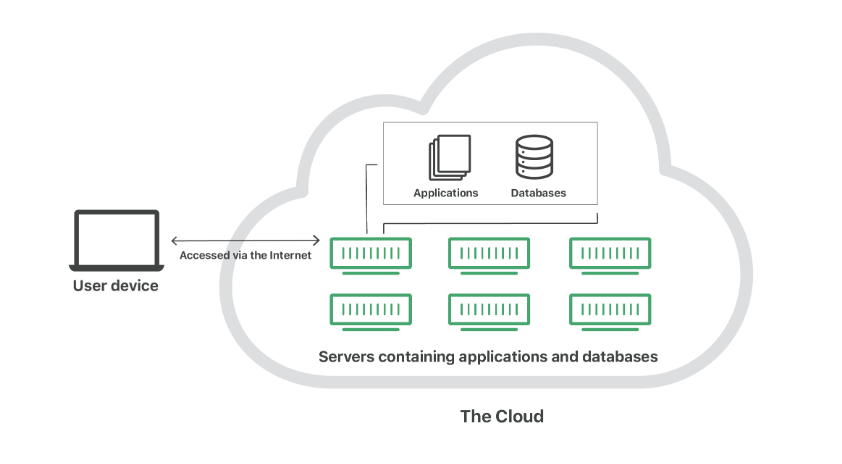 Applications
Databases
Accessed via the Internet
User device
Servers containing applications and databases
The Cloud